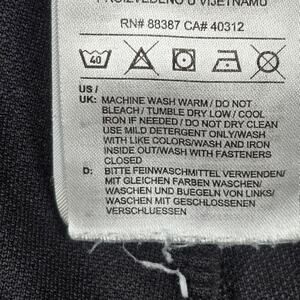 PROIZVEDENO U VIJETNAMU
RN# 88387 CA# 40312
40
US /
UK: MACHINE WASH WARM / DO NOT
BLEACH / TUMBLE DRY LOW / COOL
IRON IF NEEDED / DO NOT DRY CLEAN
USE MILD DETERGENT ONLY/WASH
WITH LIKE COLORS/WASH AND IRON
INSIDE OUT/WASH WITH FASTENERS
CLOSED
D: BITTE FEINWASCHMITTEL VERWENDEN/
MIT GLEICHEN FARBEN WASCHEN/
WASCHEN UND BUEGELN VON LINKS/
WASCHEN MIT GESCHLOSSENEN
VERSCHLUESSEN